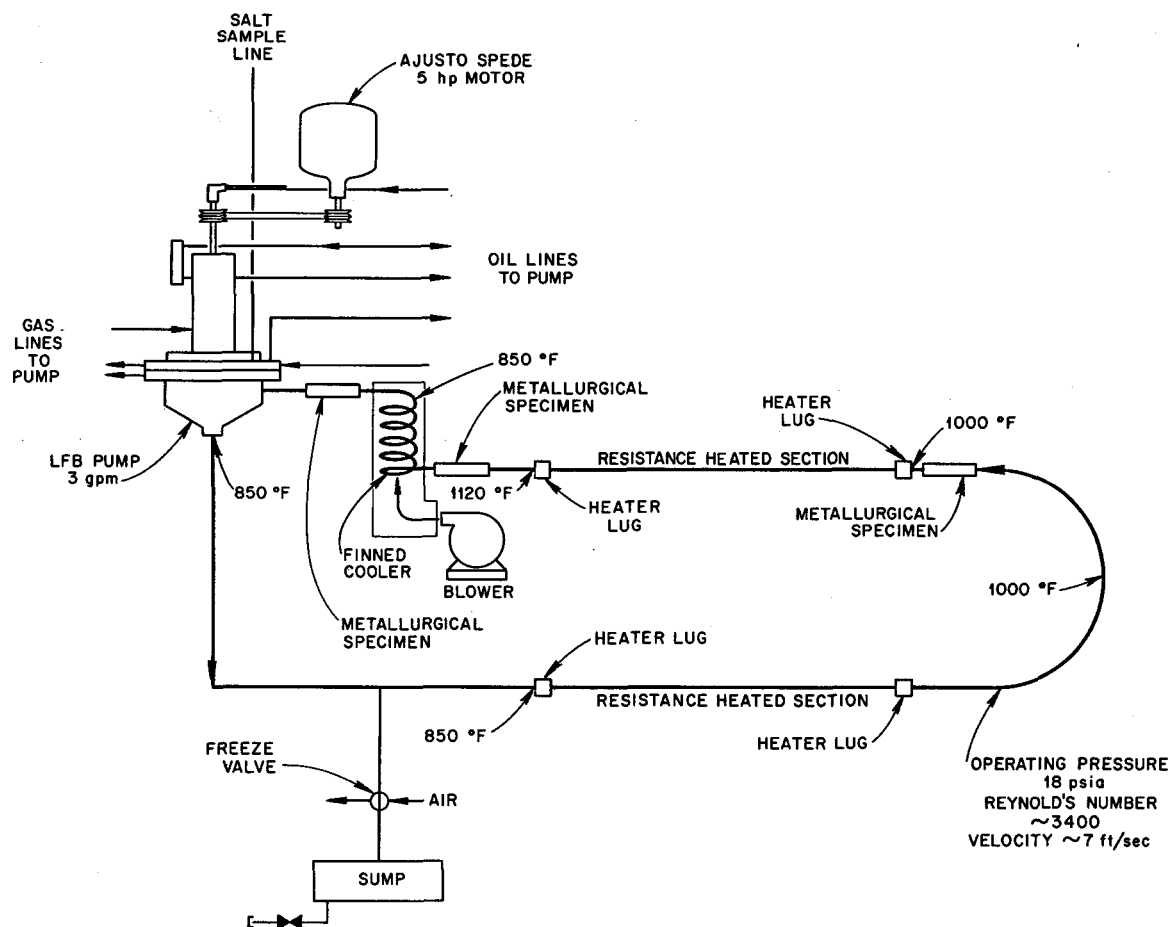 SALT
SAMPLE
LINE
AJUSTO SPEDE
5 hp MOTOR
OIL LINES
TO PUMP
GAS
LINES
TO
PUMP
850 °F
METALLURGICAL
SPECIMEN
HEATER
LUG
1000 °F
LFB PUMP
3 gpm
850 °F
RESISTANCE HEATED SECTION
1120 °F
HEATER
LUG
METALLURGICAL
SPECIMEN
FINNED
COOLER
BLOWER
1000 °F
METALLURGICAL
SPECIMEN
HEATER LUG
850 °F
RESISTANCE HEATED SECTION
HEATER LUG
FREEZE
VALVE
AIR
OPERATING PRESSURE
18 psia
REYNOLD'S NUMBER
~3400
VELOCITY ~7 ft/sec
SUMP